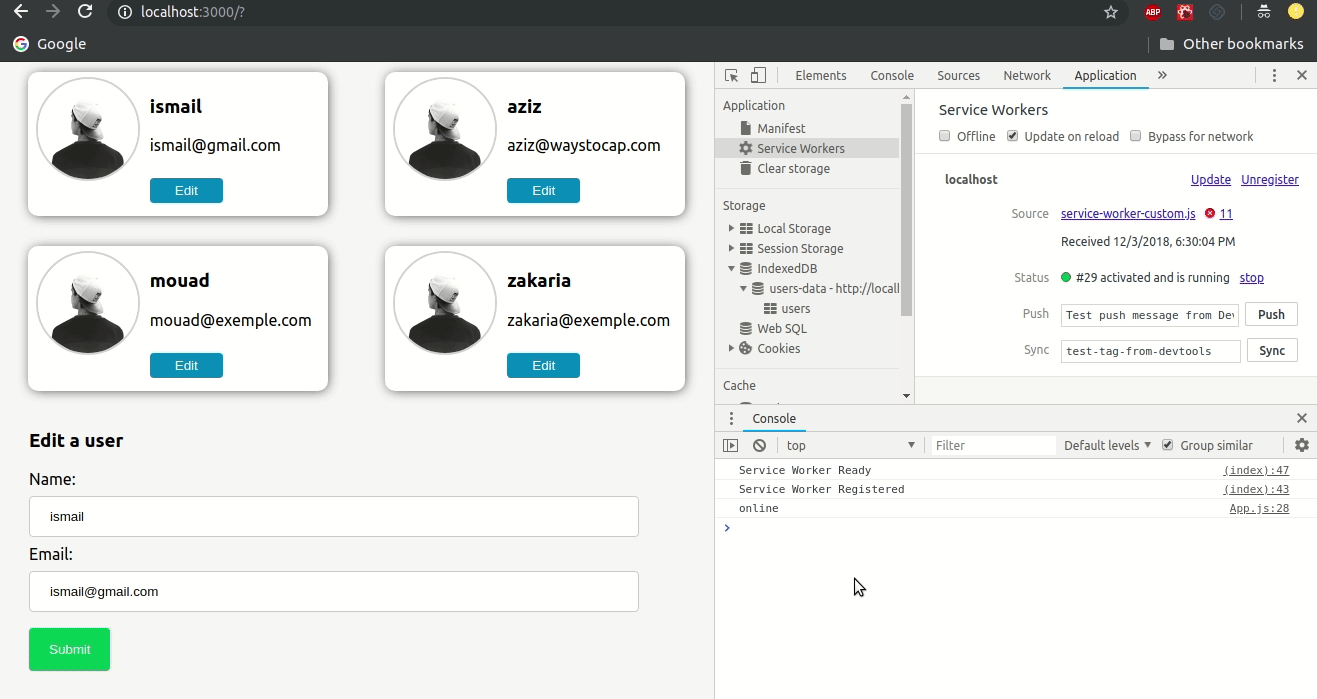 localhost:3000/?
ABP
Google
Other bookmarks
ismail
ismail@gmail.com
Edit
aziz
aziz@waystocap.com
Edit
mouad
mouad@exemple.com
Edit
zakaria
zakaria@exemple.com
Edit
Edit a user
Name:
ismail
Email:
ismail@gmail.com
Submit
Elements Console Sources Network Application »
Application
Manifest
Service Workers
Clear storage
Storage
Local Storage
Session Storage
IndexedDB
users-data - http://locall
users
Web SQL
Cookies
Cache
Service Workers
Offline Update on reload Bypass for network
localhost Update Unregister
Source service-worker-custom.js 11
Received 12/3/2018, 6:30:04 PM
Status #29 activated and is running stop
Push Test push message from Dev Push
Sync test-tag-from-devtools Sync
Console
top Filter Default levels Group similar
Service Worker Ready (index):47
Service Worker Registered (index):43
online App.js:28